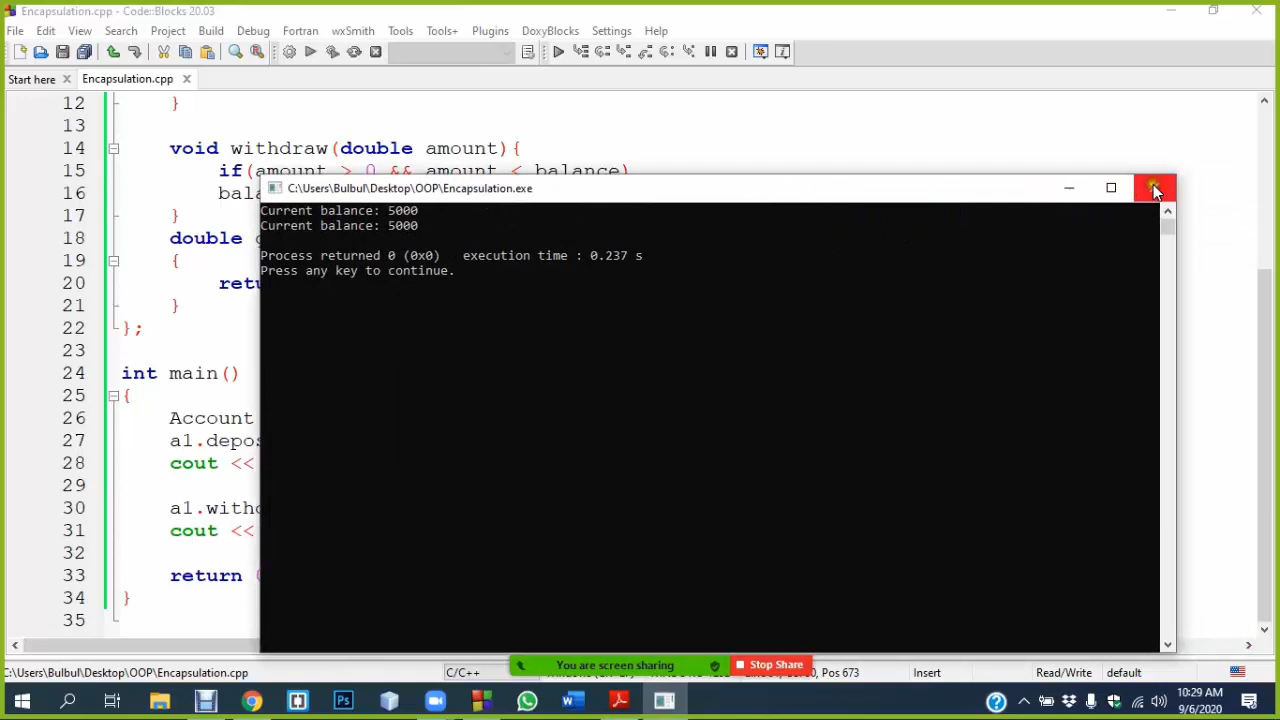 Encapsulation.cpp - Code::Blocks 20.03
File Edit View Search Project Build Debug Fortran wxSmith Tools Tools+ Plugins DoxyBlocks Settings Help
Start here Encapsulation.cpp
12 }
13
14 void withdraw(double amount){
15 if(amount > 0 && amount < balance)
16
17 }
18 double
19 {
20
21 }
22 };
23
24 int main()
25 {
26 Account
27
28 cout <<
29
30
31 cout <<
32
33 return
34 }
35
C:\Users\Bulbul\Desktop\OOP\Encapsulation.exe
Current balance: 5000
Current balance: 5000
Process returned 0 (0x0) execution time : 0.237 s
Press any key to continue.
C:\Users\Bulbul\Desktop\OOP\Encapsulation.cpp C/C++ Pos 673 Insert Read/Write default
You are screen sharing Stop Share
10:29 AM
9/6/2020